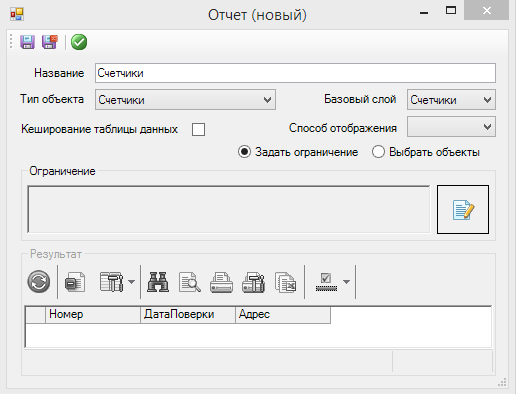 Отчет (новый)
Название Счетчики
Тип объекта Счетчики Базовый слой Счетчики
Кеширование таблицы данных Способ отображения
Задать ограничение Выбрать объекты
Ограничение
Результат
Номер ДатаПоверки Адрес